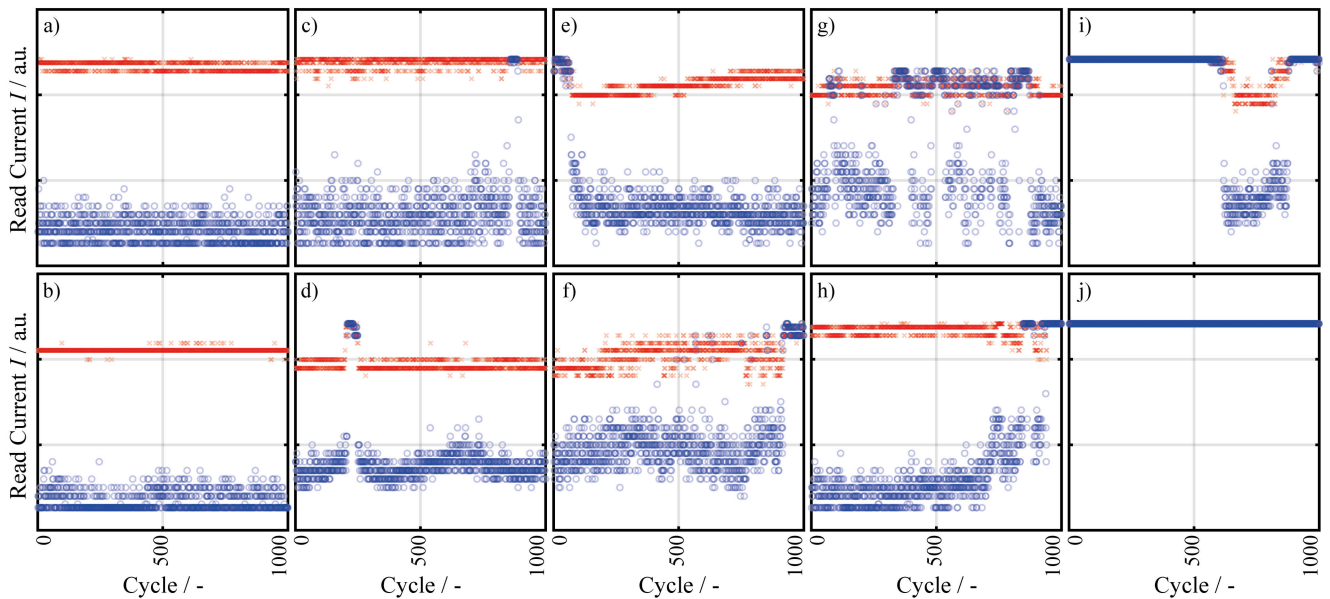 a)
c)
e)
g)
i)
Read Current I / a.u.
b)
d)
f)
h)
j)
Read Current I / a.u.
0 500 1000 0 500 1000 0 500 1000 0 500 1000 0 500 1000
Cycle / - Cycle / - Cycle / - Cycle / - Cycle / -